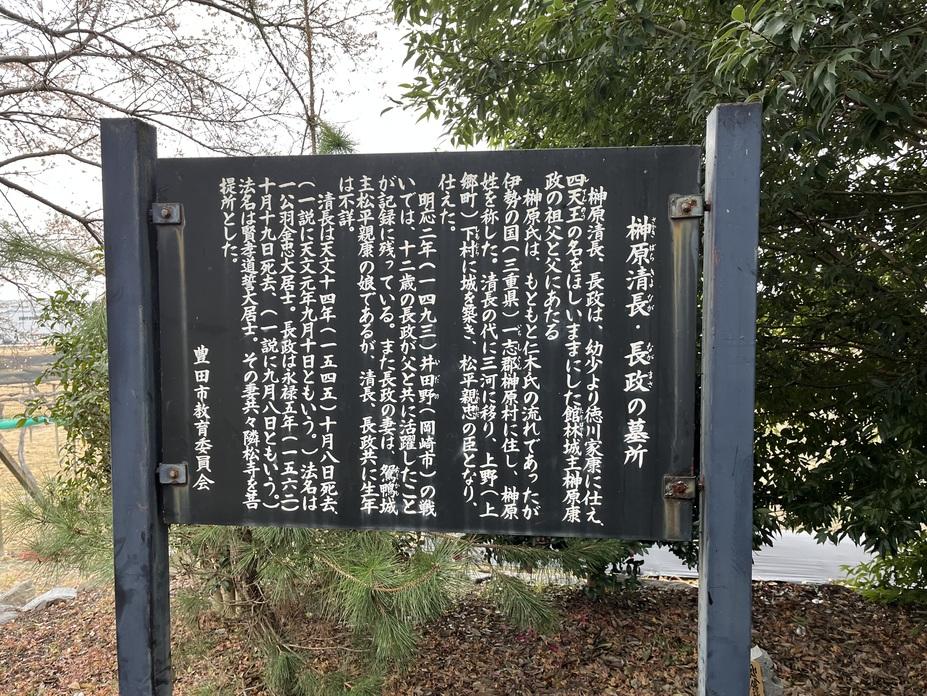 榊原清長・長政の墓所
榊原清長、長政は、幼少より徳川家康に仕え、
四天王の名をほしいままにした館林城主榊原康
政の祖父と父にあたる
榊原氏は、もともと仁木氏の流れであったが
伊勢の国（三重県）一志郡榊原村に住し、榊原
姓を称した。清長の代に三河に移り、上野（上
郷町）下村に城を築き、松平親忠の臣となり、
仕えた。
明応二年（一四九三）井田野（岡崎市）の戦
いでは、十二歳の長政が父と共に活躍したこと
が記録に残っている。また長政の妻は、鴛鴨城
主松平親康の娘であるが、清長、長政共に生年
は不詳。
清長は天文十四年（一五四五）十月八日死去、
（一説に天文元年九月十日ともいう。）法名は
一公羽金忠大居士。長政は永禄五年（一五六二）
十月十九日死去、（一説に九月八日ともいう。）
法名は賢孝道誓大居士。その妻共々隣松寺を菩
提所とした。
豊田市教育委員会